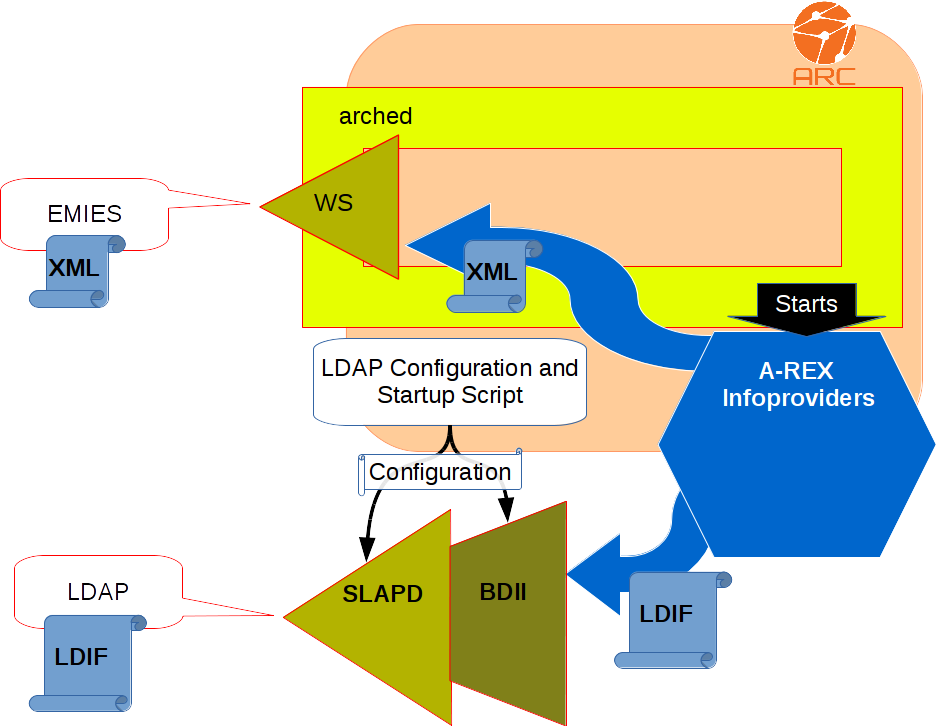 ARC
arched
WS
EMIES
XML
XML
Starts
A-REX
Infoproviders
LDAP Configuration and
Startup Script
Configuration
SLAPD
BDII
LDAP
LDIF
LDIF